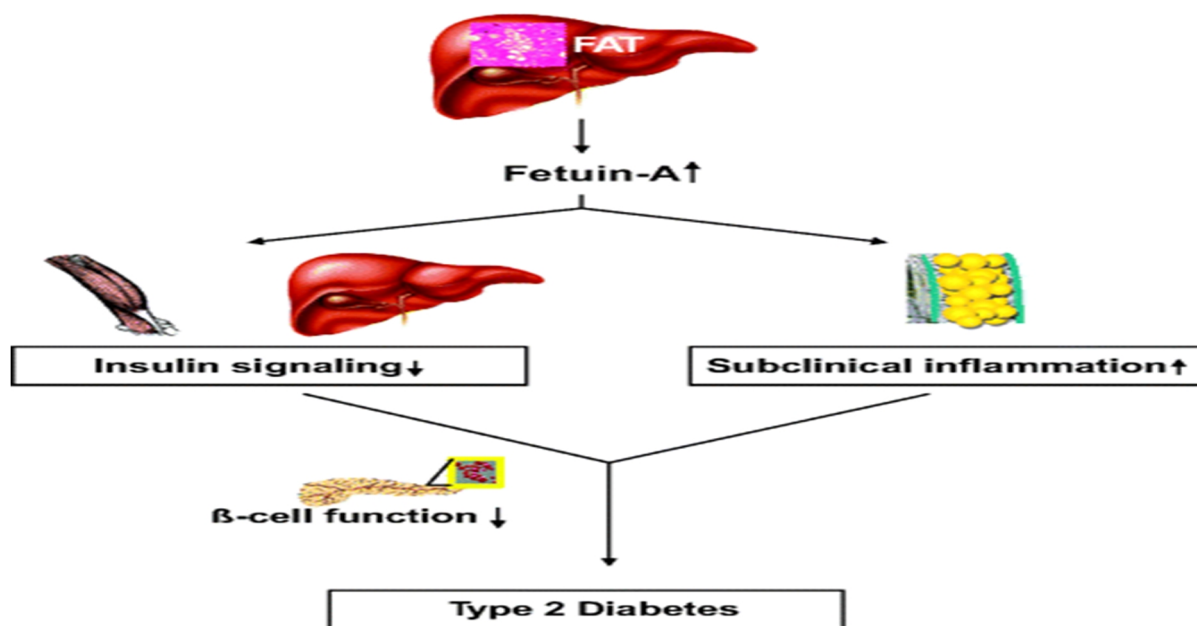 FAT
Fetuin-A↑
Insulin signaling↓
Subclinical inflammation↑
ß-cell function ↓
Type 2 Diabetes